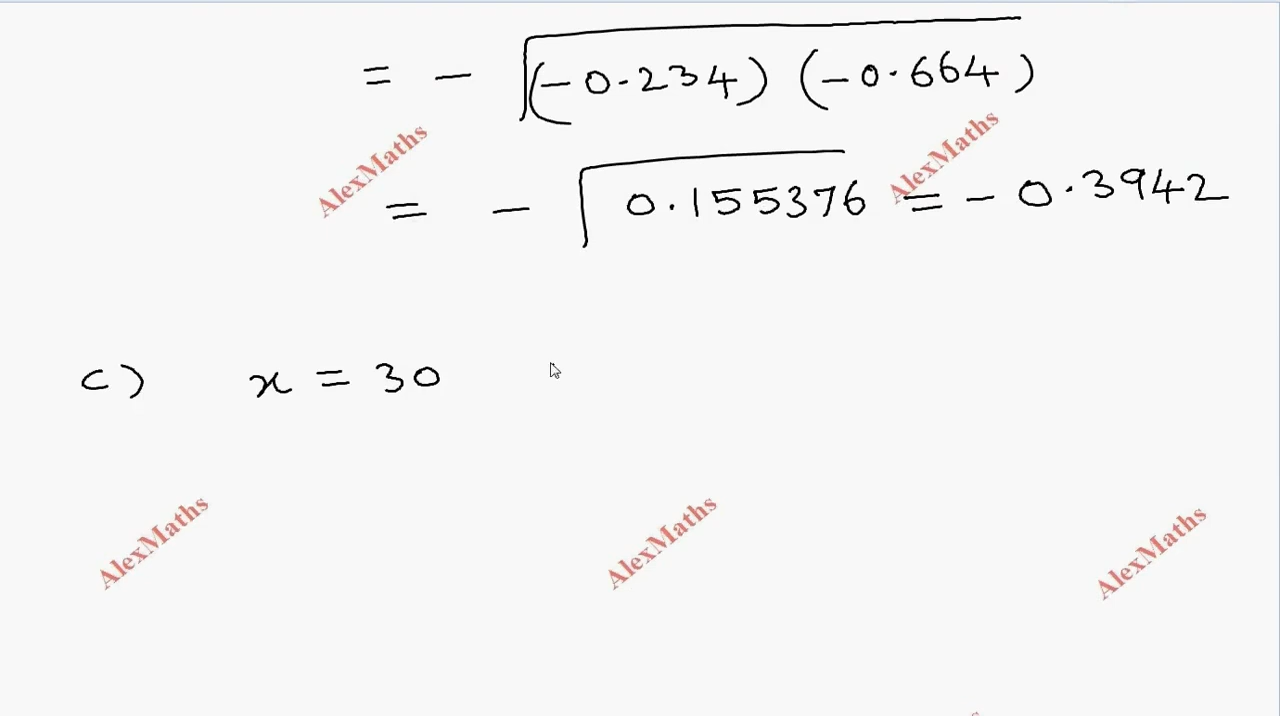 = - √(-0.234) (-0.664)
AlexMaths AlexMaths
= - √0.155376 = - 0.3942
c) x = 30
AlexMaths AlexMaths AlexMaths